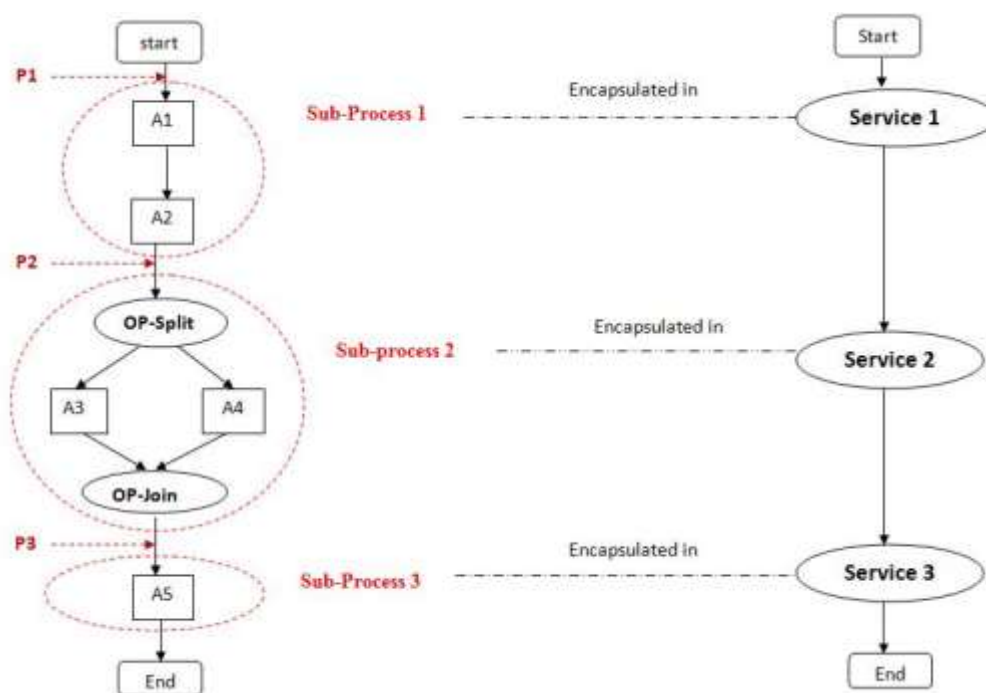 start
Start
P1
A1
Sub-Process 1
Encapsulated in
Service 1
A2
P2
OP-Split
Sub-process 2
Encapsulated in
Service 2
A3
A4
OP-Join
P3
Sub-Process 3
Encapsulated in
Service 3
A5
End
End